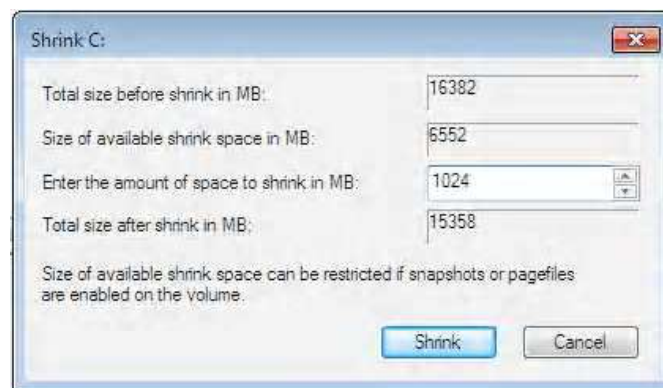 Shrink C:
Total size before shrink in MB: 16382
Size of available shrink space in MB: 6552
Enter the amount of space to shrink in MB: 1024
Total size after shrink in MB: 15358
Size of available shrink space can be restricted if snapshots or pagefiles
are enabled on the volume.
Shrink Cancel